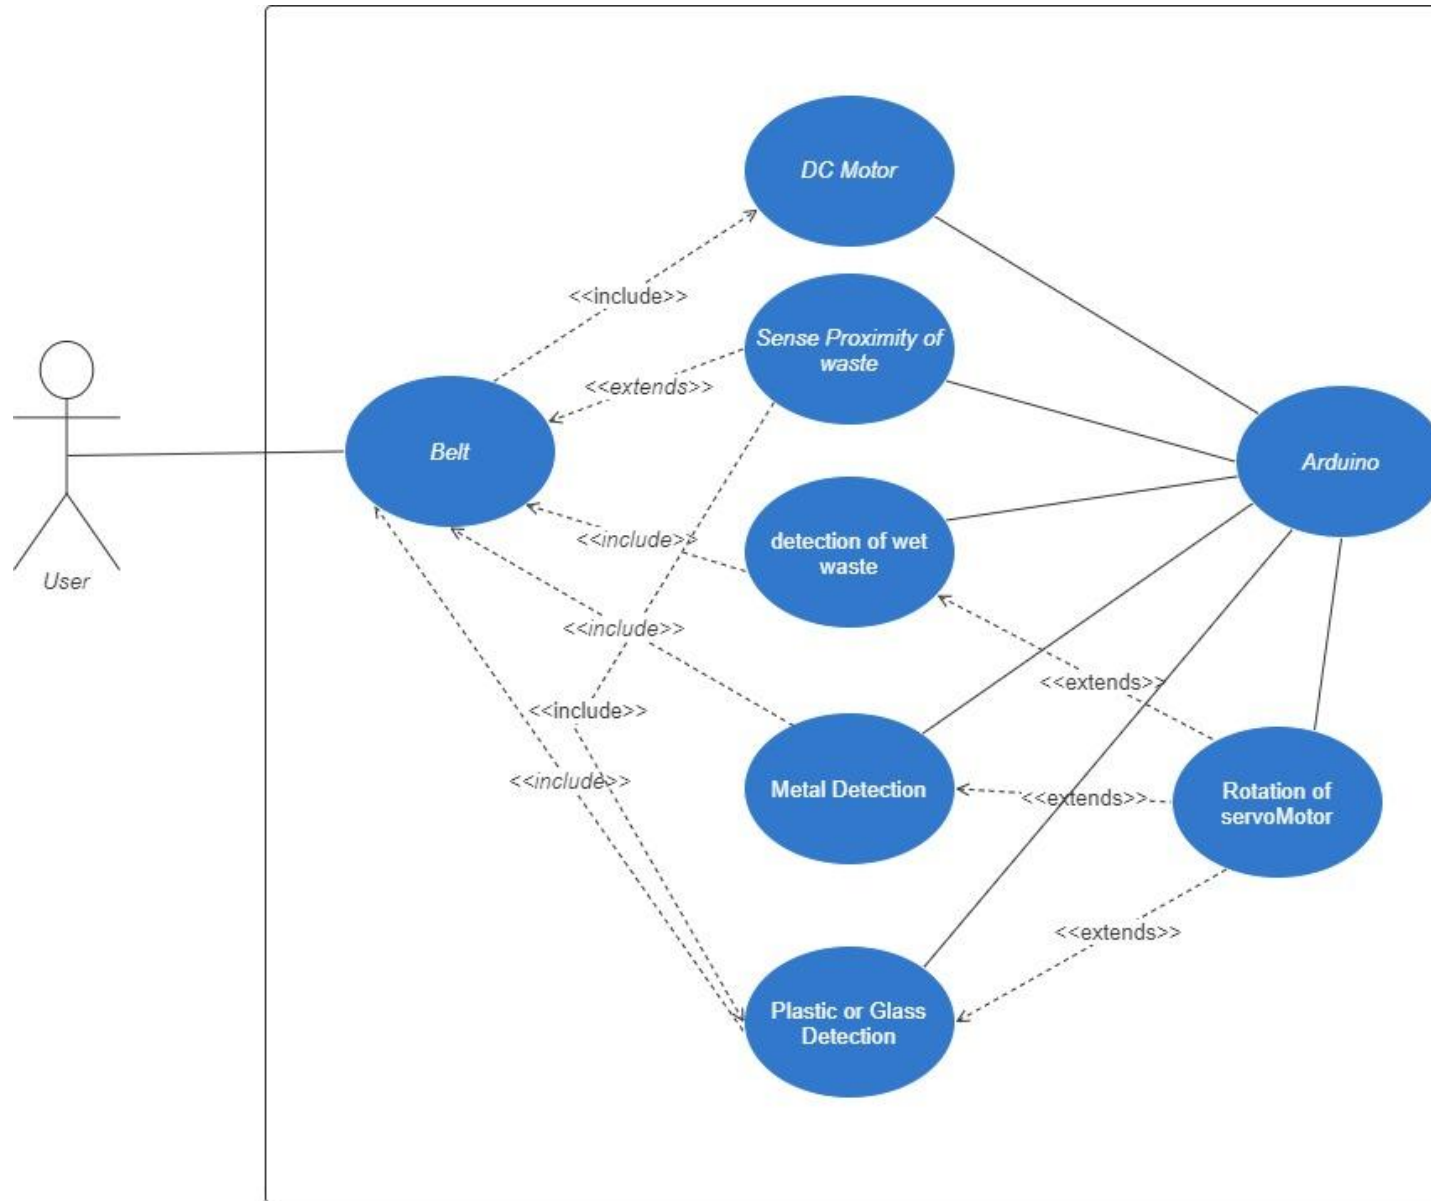 DC Motor
<<include>>
Sense Proximity of
waste
<<extends>>
Belt
Arduino
User
<<include>>
detection of wet
waste
<<include>>
<<extends>>
<<include>>
<<include>>
Metal Detection
<<extends>>
Rotation of
servoMotor
<<extends>>
Plastic or Glass
Detection